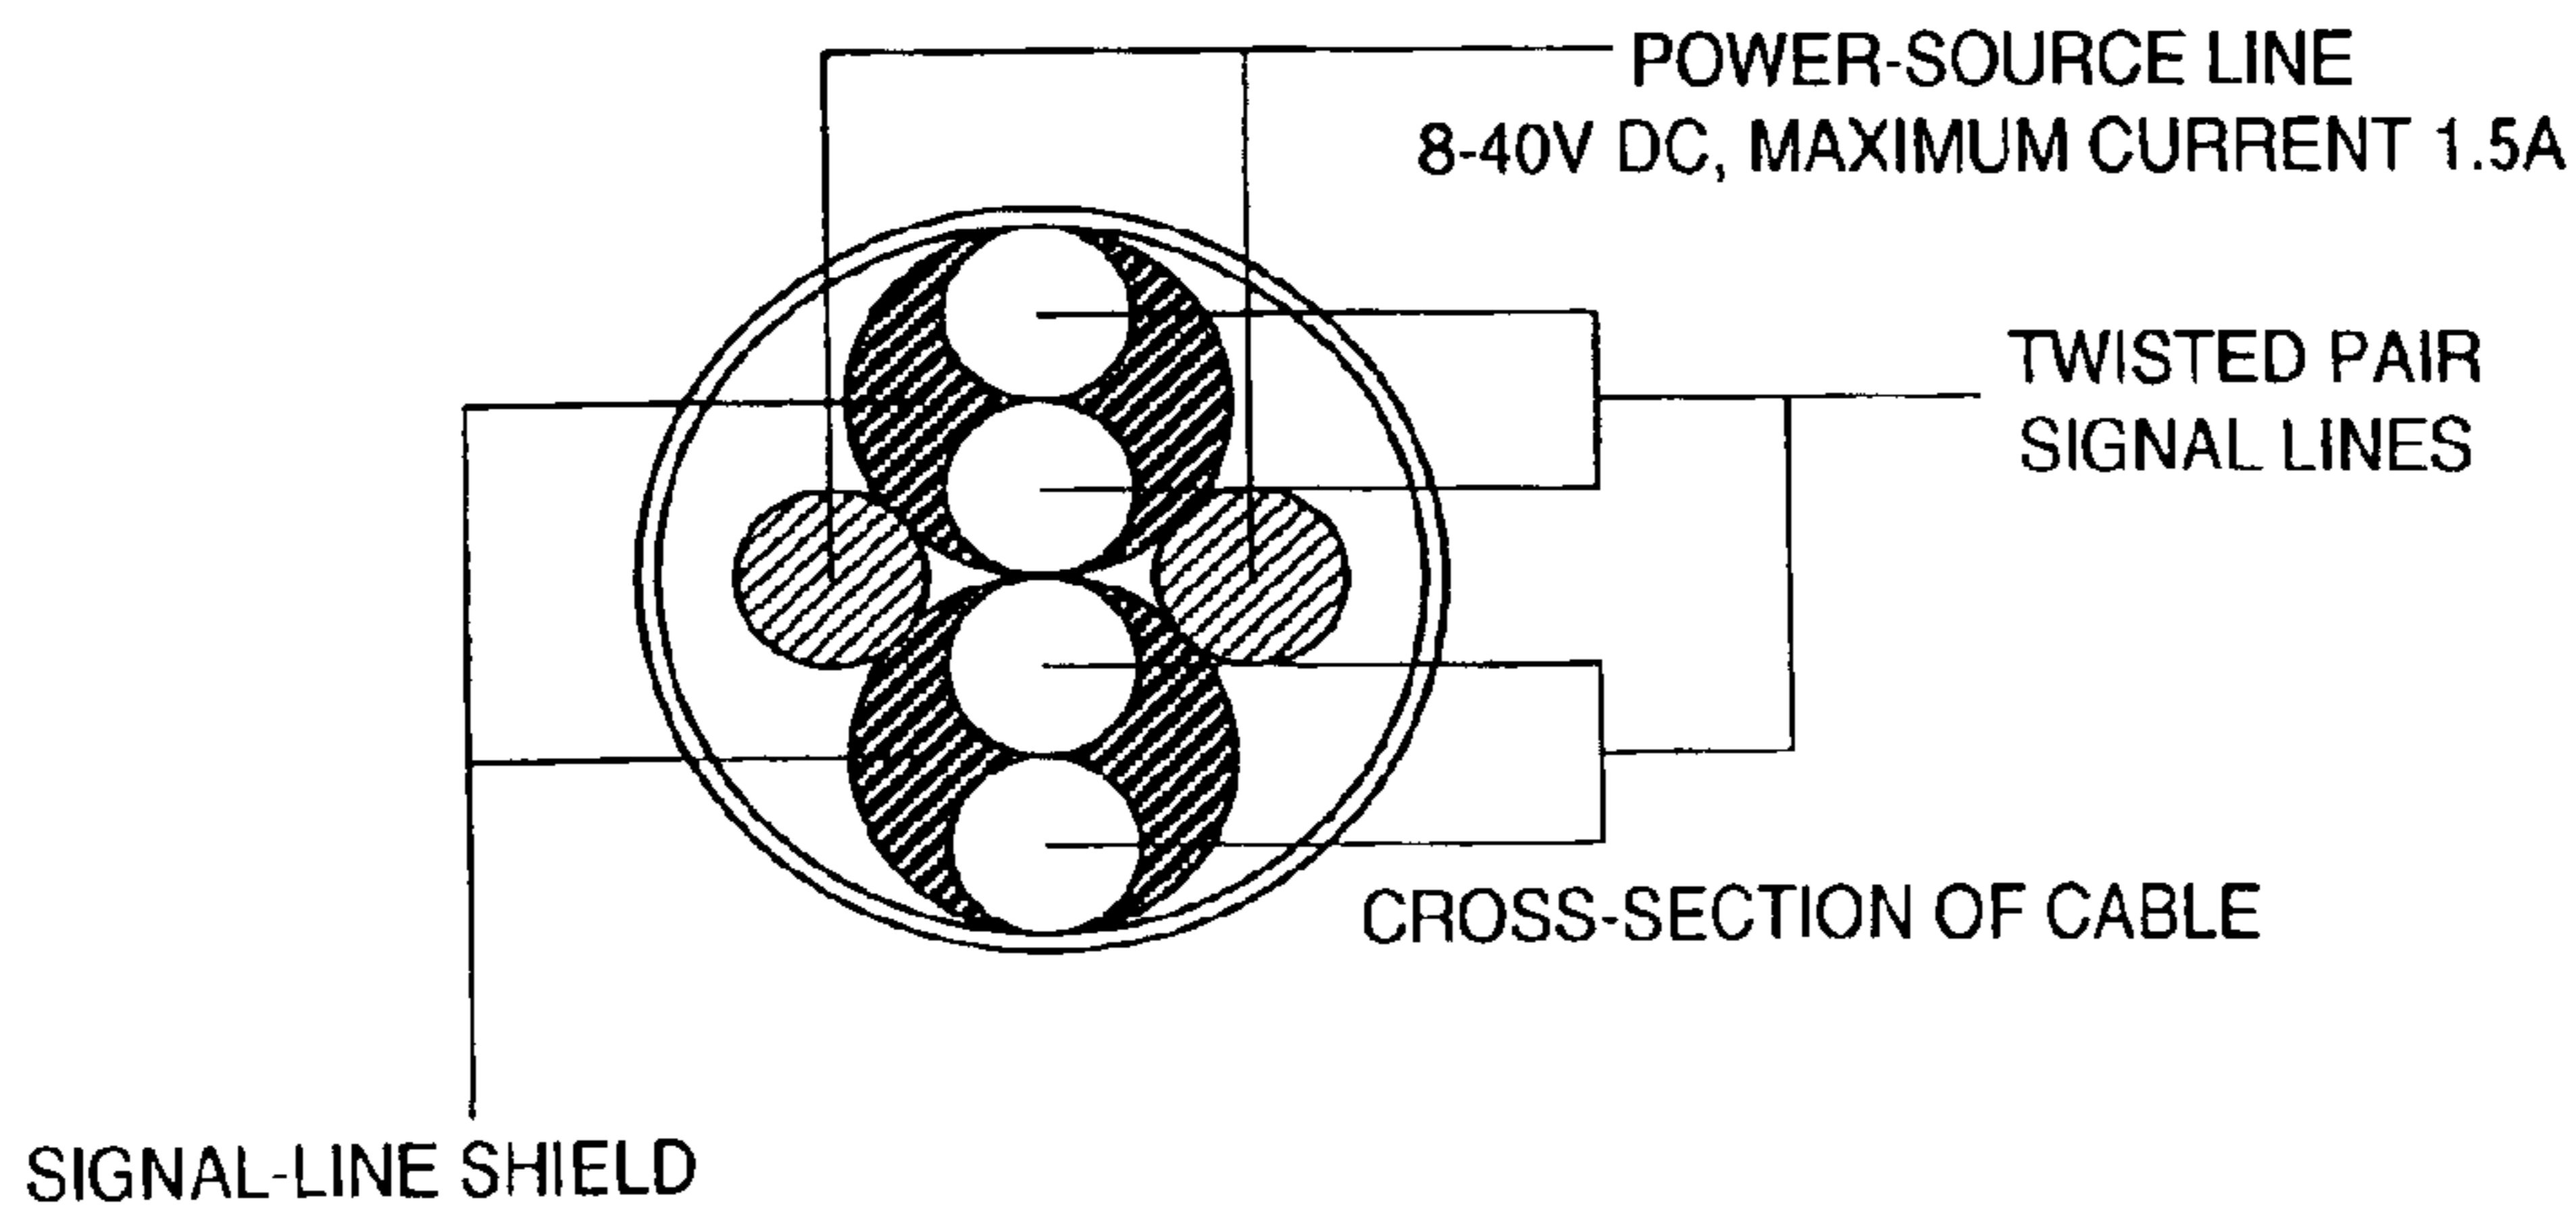 POWER-SOURCE LINE
8-40V DC, MAXIMUM CURRENT 1.5A
TWISTED PAIR
SIGNAL LINES
CROSS-SECTION OF CABLE
SIGNAL-LINE SHIELD